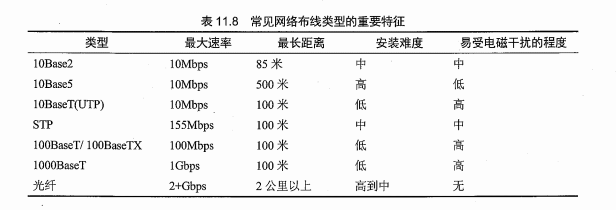 表 11.8 常见网络布线类型的重要特征
类型 最大速率 最长距离 安装难度 易受电磁干扰的程度
10Base2 10Mbps 85 米 中 中
10Base5 10Mbps 500 米 高 低
10BaseT(UTP) 10Mbps 100 米 低 高
STP 155Mbps 100 米 中 中
100BaseT/ 100BaseTX 100Mbps 100 米 低 高
1000BaseT 1Gbps 100 米 低 高
光纤 2+Gbps 2 公里以上 高到中 无